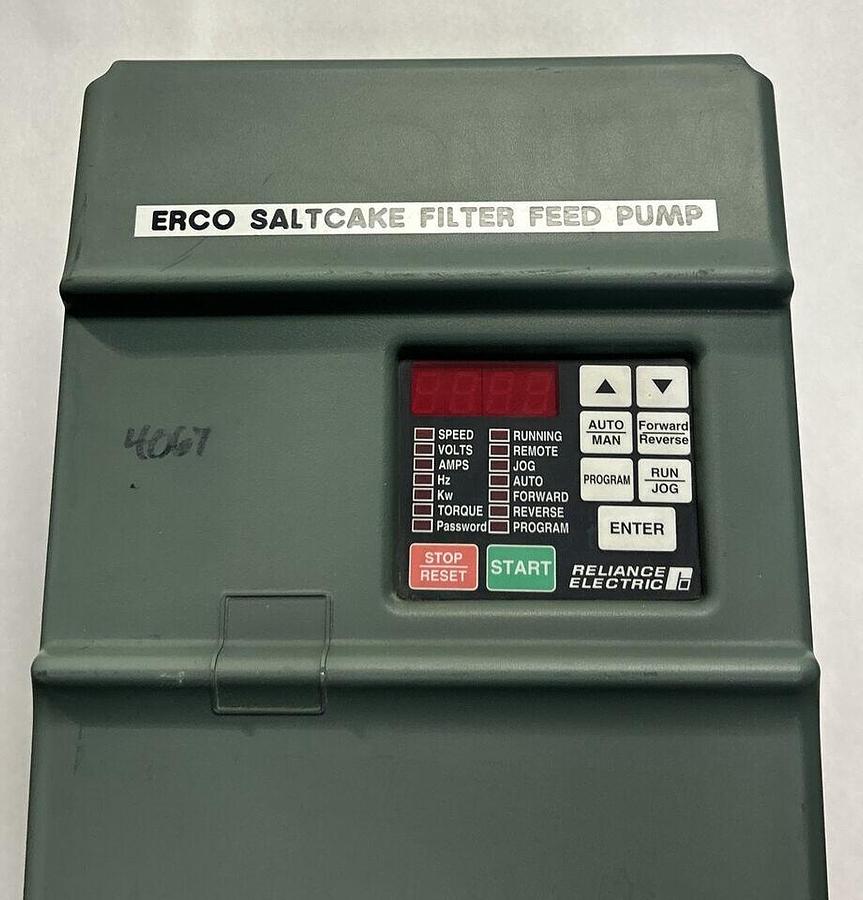 ERCO SALTCAKE FILTER FEED PUMP
4067
SPEED
VOLTS
AMPS
Hz
Kw
TORQUE
Password
RUNNING
REMOTE
JOG
AUTO
FORWARD
REVERSE
PROGRAM
AUTO
MAN
Forward
Reverse
PROGRAM
RUN
JOG
ENTER
STOP
RESET
START
RELIANCE
ELECTRIC